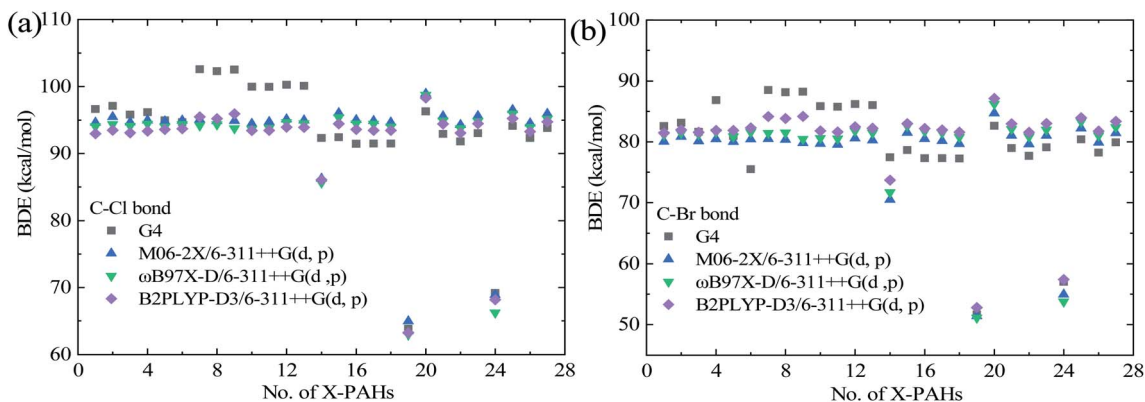 (a)
BDE (kcal/mol)
110
100
90
80
70
60
C-Cl bond
G4
M06-2X/6-311++G(d, p)
ωB97X-D/6-311++G(d ,p)
B2PLYP-D3/6-311++G(d, p)
0 4 8 12 16 20 24 28
No. of X-PAHs
(b)
BDE (kcal/mol)
100
90
80
70
60
50
C-Br bond
G4
M06-2X/6-311++G(d, p)
ωB97X-D/6-311++G(d ,p)
B2PLYP-D3/6-311++G(d, p)
0 4 8 12 16 20 24 28
No. of X-PAHs